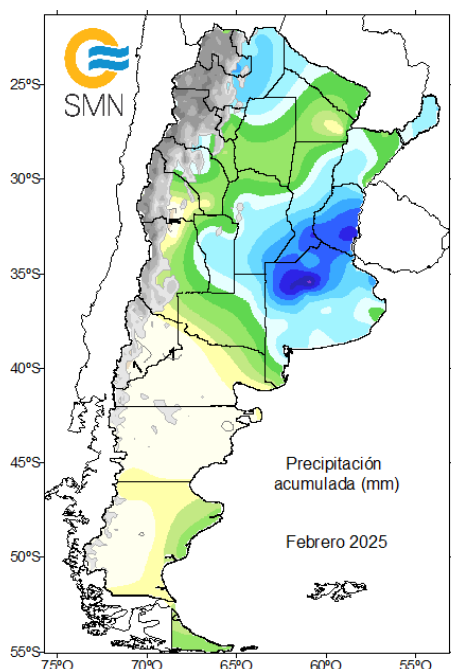 SMN
25ºS
30ºS
35ºS
40ºS
45ºS
50ºS
55ºS
Precipitación
acumulada (mm)
Febrero 2025
75ºO
70ºO
65ºO
60ºO
55ºO